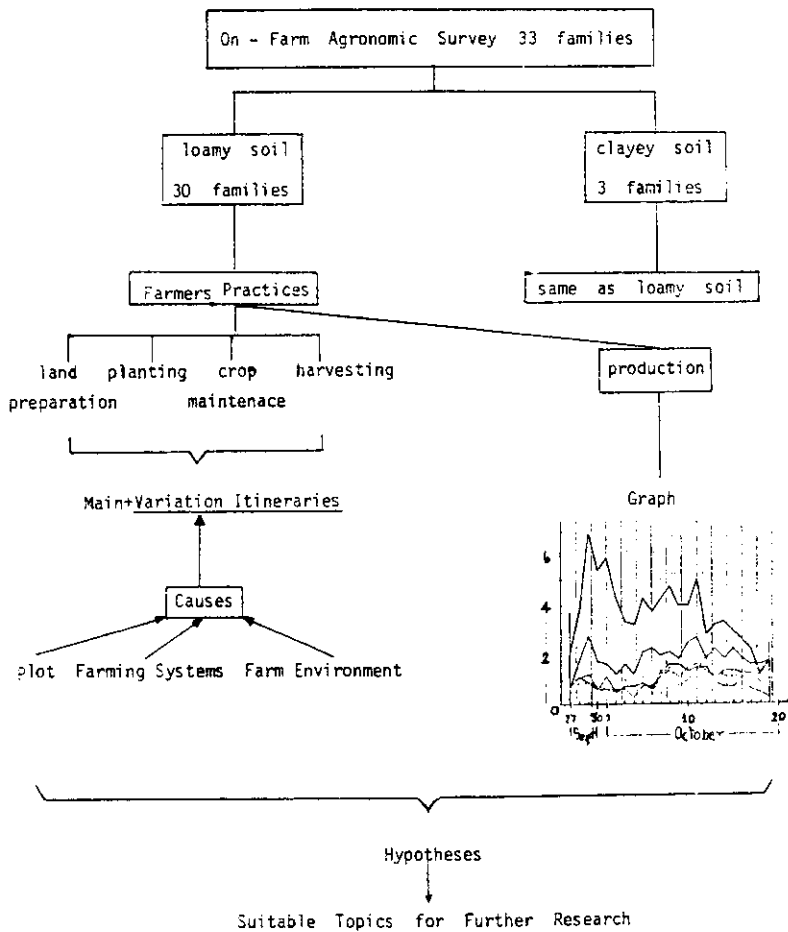 On - Farm Agronomic Survey 33 families
loamy soil
30 families
clayey soil
3 families
Farmers Practices
same as loamy soil
land planting crop harvesting
preparation maintenace
production
Main+Variation Itineraries
Graph
Causes
plot Farming Systems Farm Environment
6
4
2
0
27 30 1 10 20
Sept October
Hypotheses
Suitable Topics for Further Research